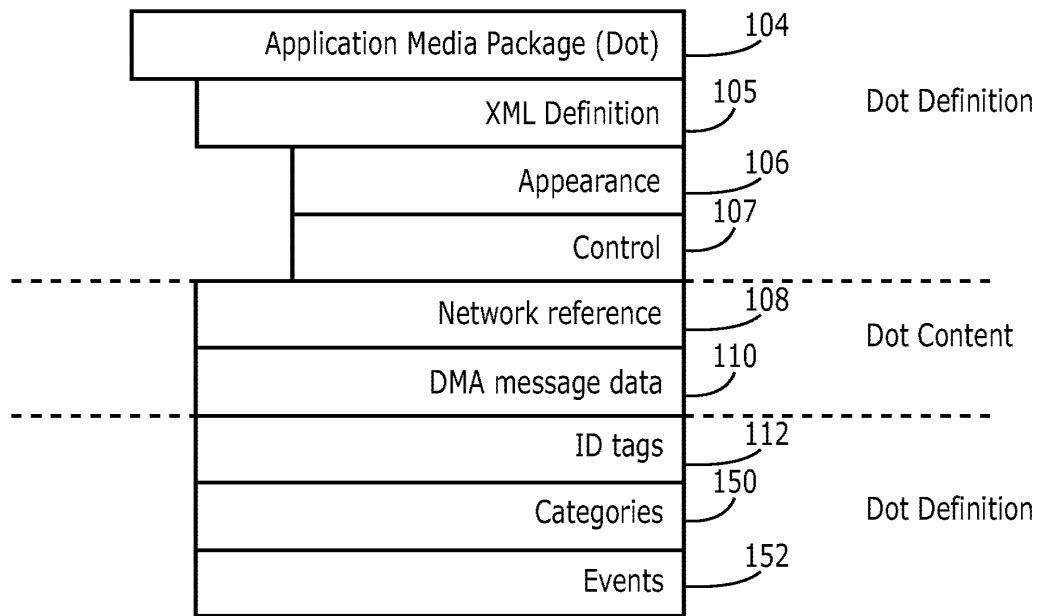 Application Media Package (Dot)
104
XML Definition
105
Dot Definition
Appearance
106
Control
107
Network reference
108
Dot Content
DMA message data
110
ID tags
112
Categories
150
Dot Definition
Events
152